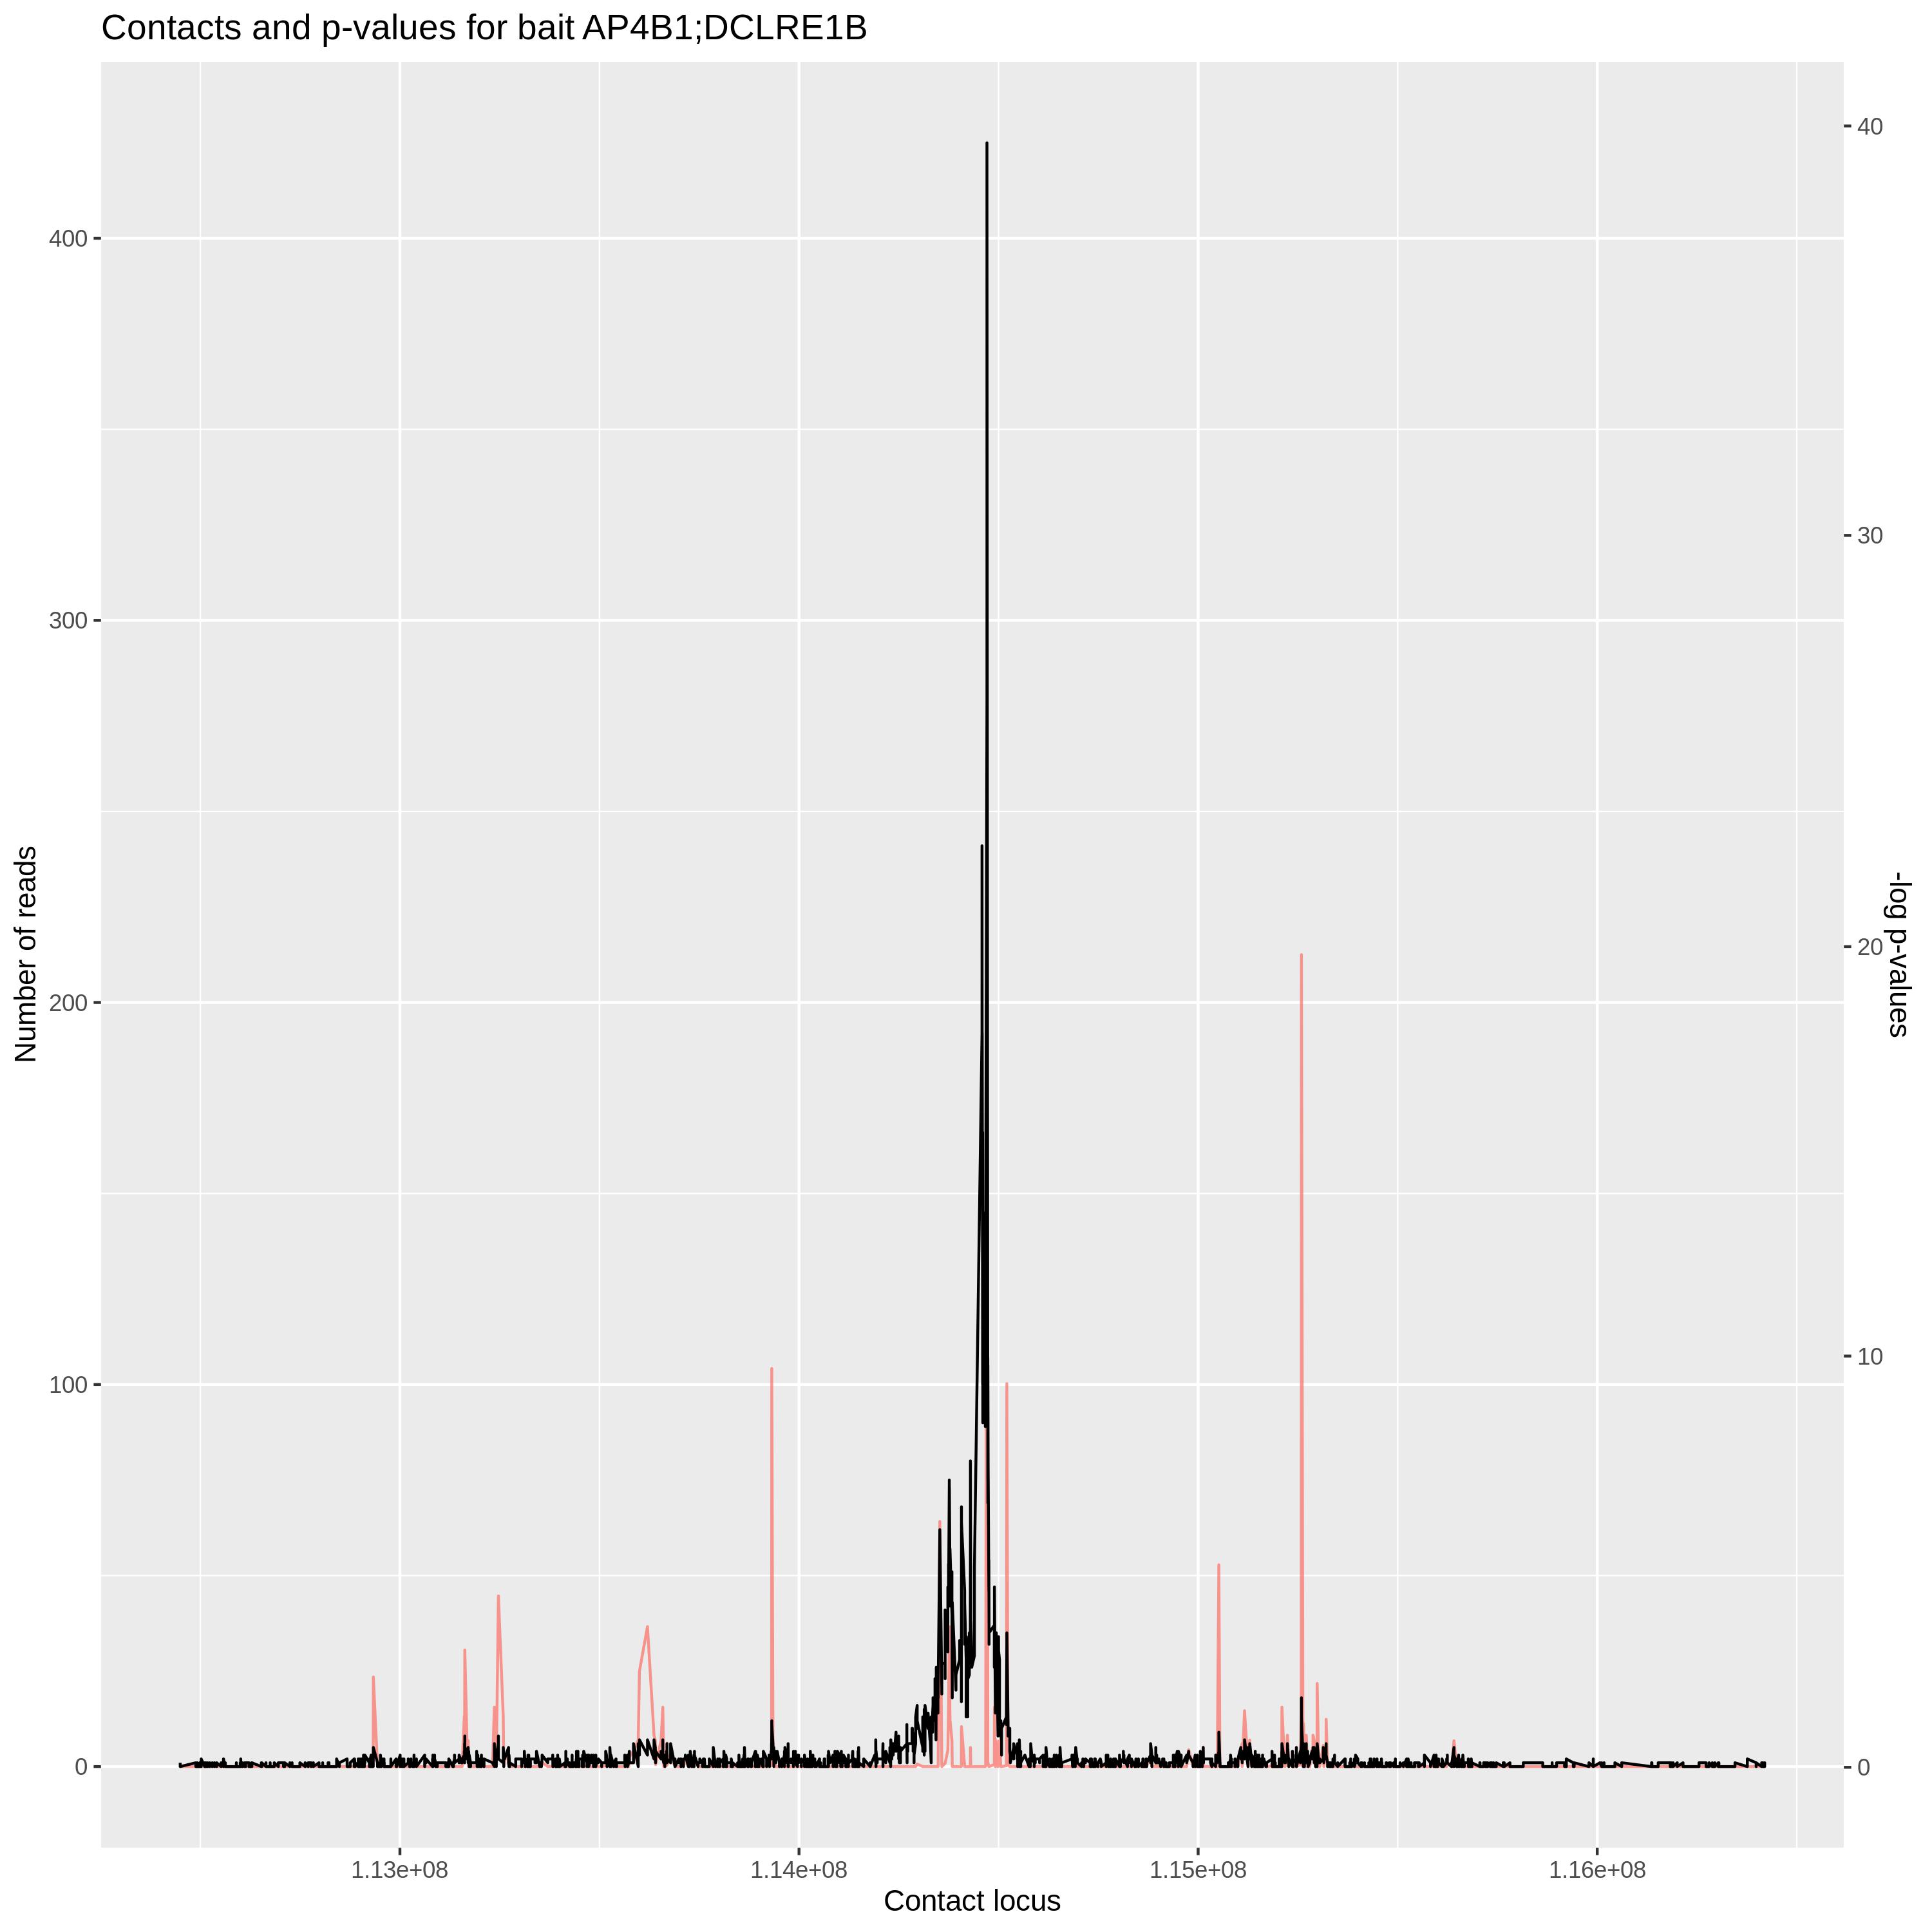 Contacts and p-values for bait AP4B1;DCLRE1B
Number of reads
400
300
200
100
0
40
30
20
10
0
-log p-values
1.13e+08
1.14e+08
1.15e+08
1.16e+08
Contact locus